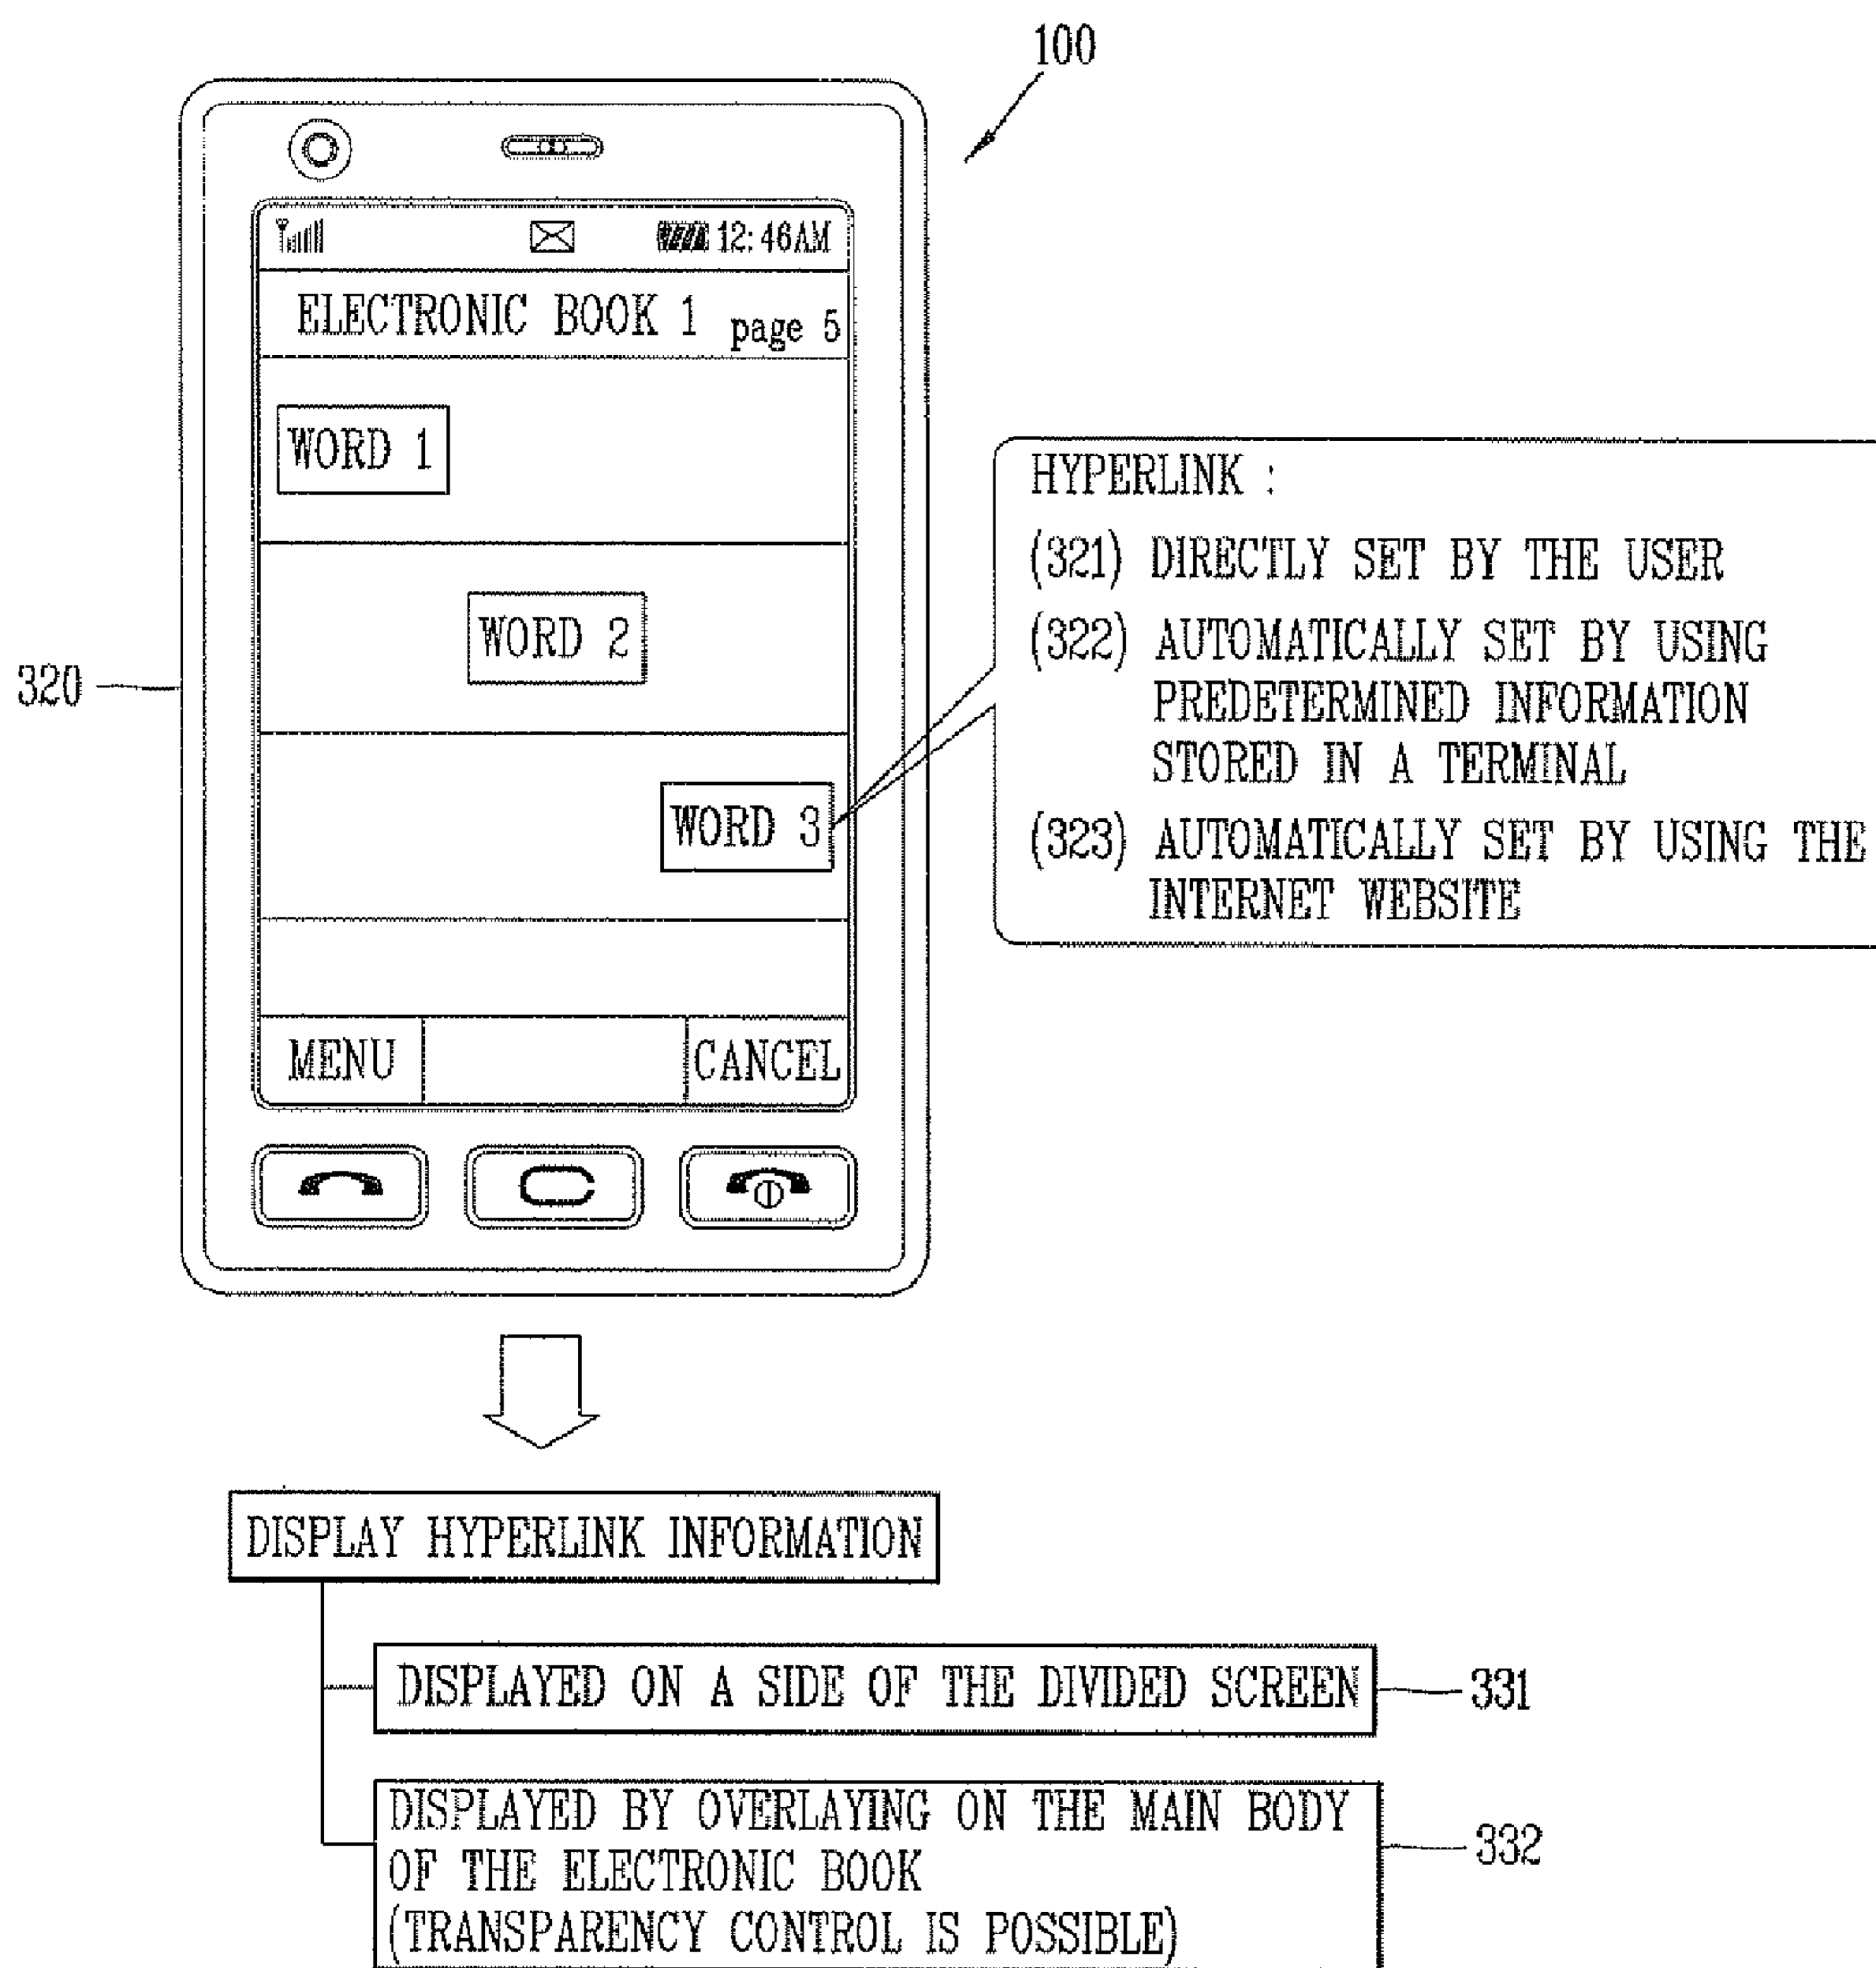 100
12:46AM
ELECTRONIC BOOK 1 page 5
WORD 1
WORD 2
WORD 3
MENU
CANCEL
320
HYPERLINK :
(321) DIRECTLY SET BY THE USER
(322) AUTOMATICALLY SET BY USING
PREDETERMINED INFORMATION
STORED IN A TERMINAL
(323) AUTOMATICALLY SET BY USING THE
INTERNET WEBSITE
DISPLAY HYPERLINK INFORMATION
DISPLAYED ON A SIDE OF THE DIVIDED SCREEN
331
DISPLAYED BY OVERLAYING ON THE MAIN BODY
OF THE ELECTRONIC BOOK
(TRANSPARENCY CONTROL IS POSSIBLE)
332